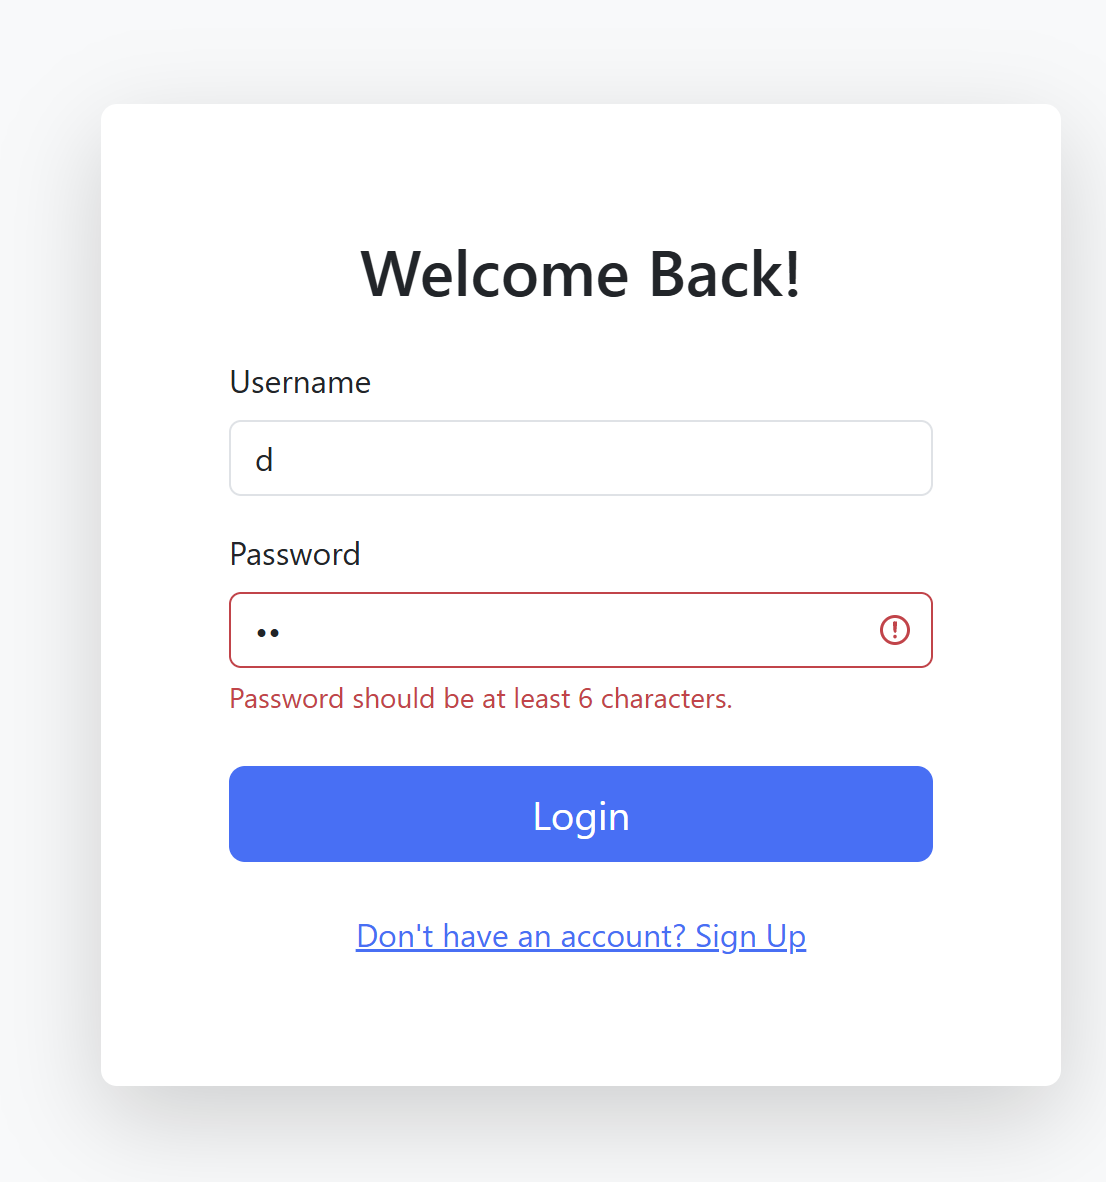 Welcome Back!
Username
d
Password
••
Password should be at least 6 characters.
Login
Don't have an account? Sign Up